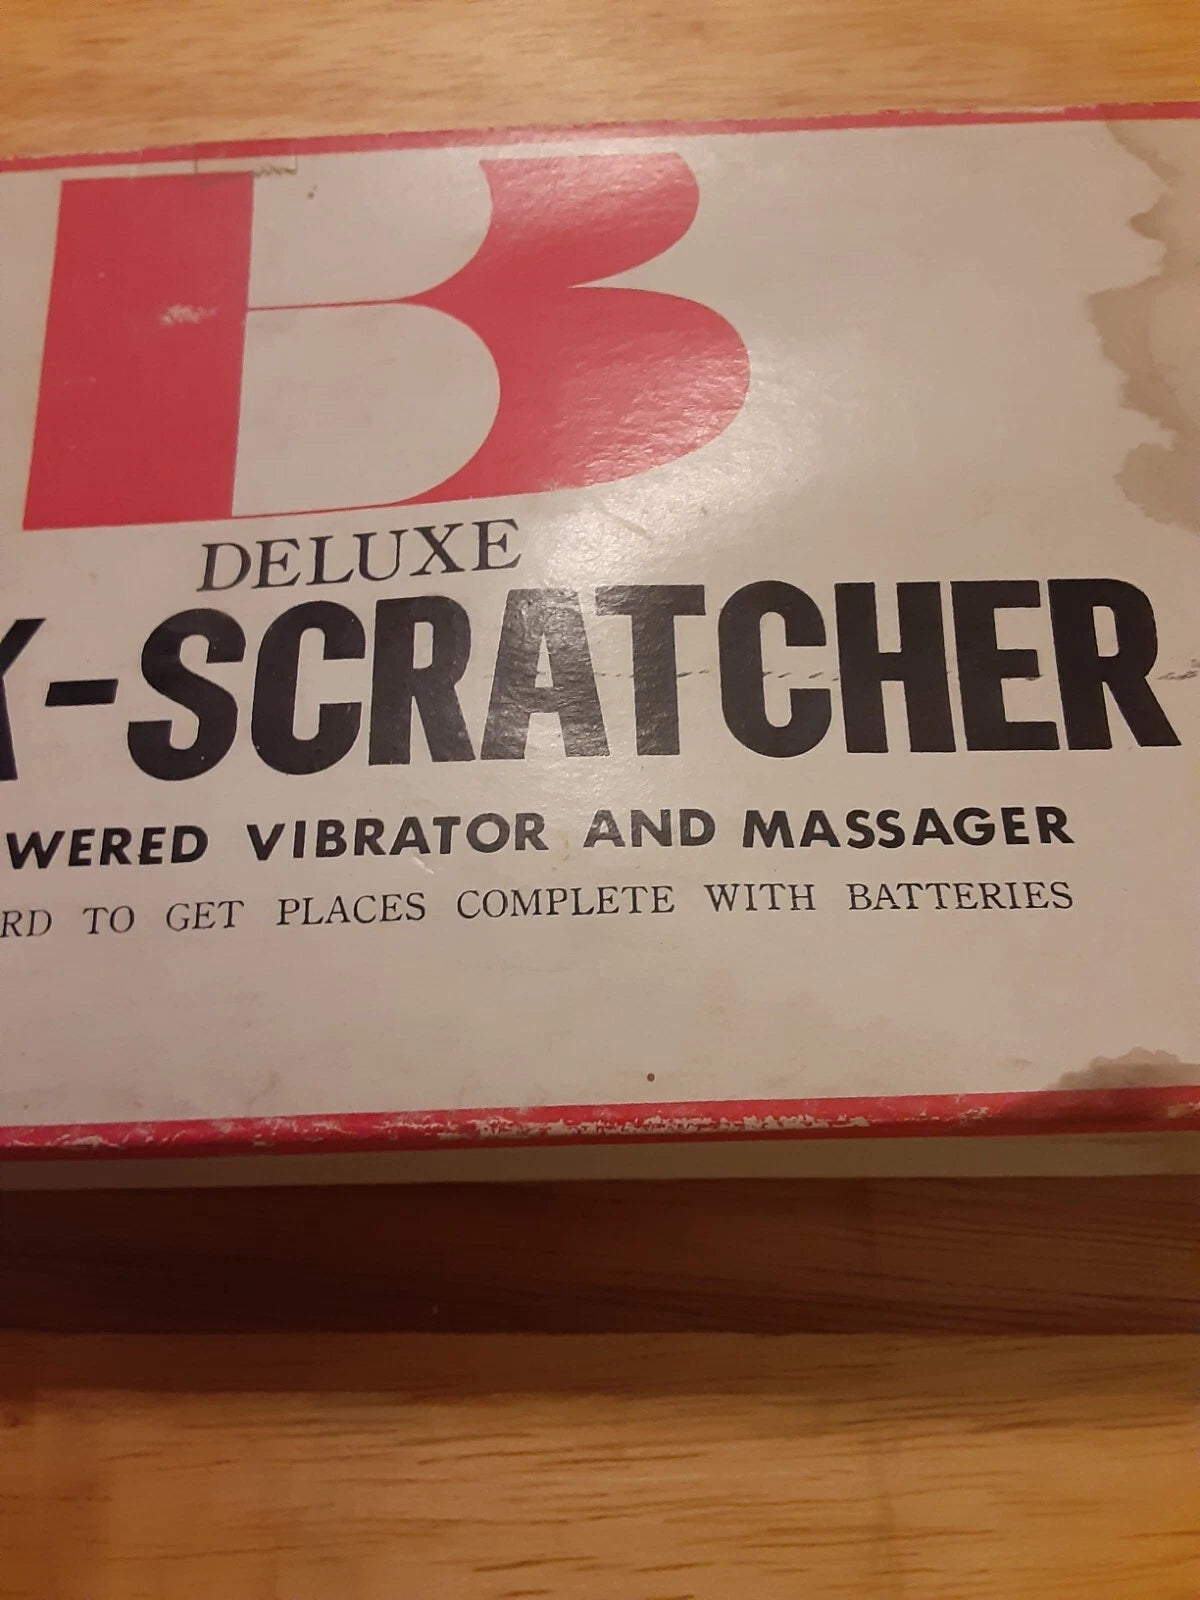 B
DELUXE
K-SCRATCHER
WERED VIBRATOR AND MASSAGER
RD TO GET PLACES COMPLETE WITH BATTERIES